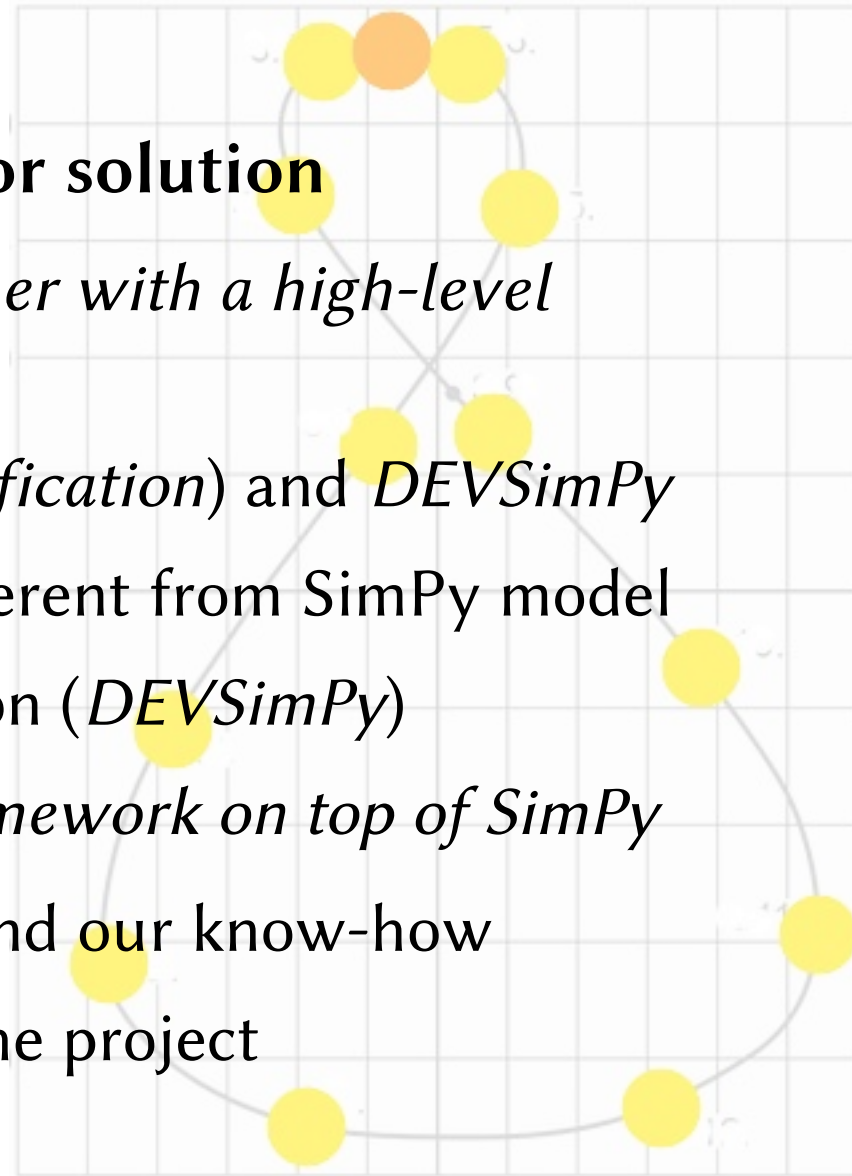 or solution
er with a high-level
fication) and DEVSimPy
erent from SimPy model
on (DEVSimPy)
mework on top of SimPy
nd our know-how
he project